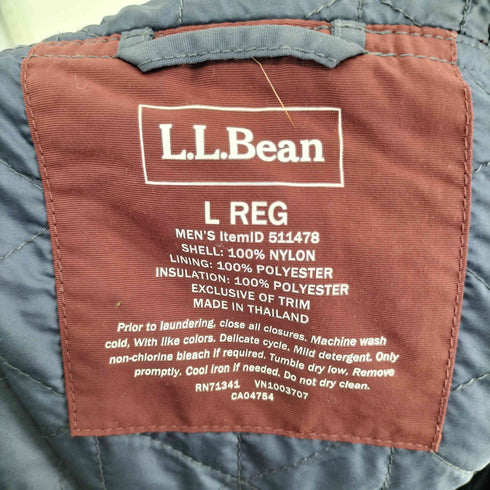 L.L.Bean
L REG
MEN'S ItemID 511478
SHELL: 100% NYLON
LINING: 100% POLYESTER
INSULATION: 100% POLYESTER
EXCLUSIVE OF TRIM
MADE IN THAILAND
Prior to laundering, close all closures. Machine wash
cold, With like colors. Delicate cycle. Mild detergent. Only
non-chlorine bleach if required. Tumble dry low. Remove
promptly. Cool iron if needed. Do not dry clean.
RN71341 VN1003707
CA04754